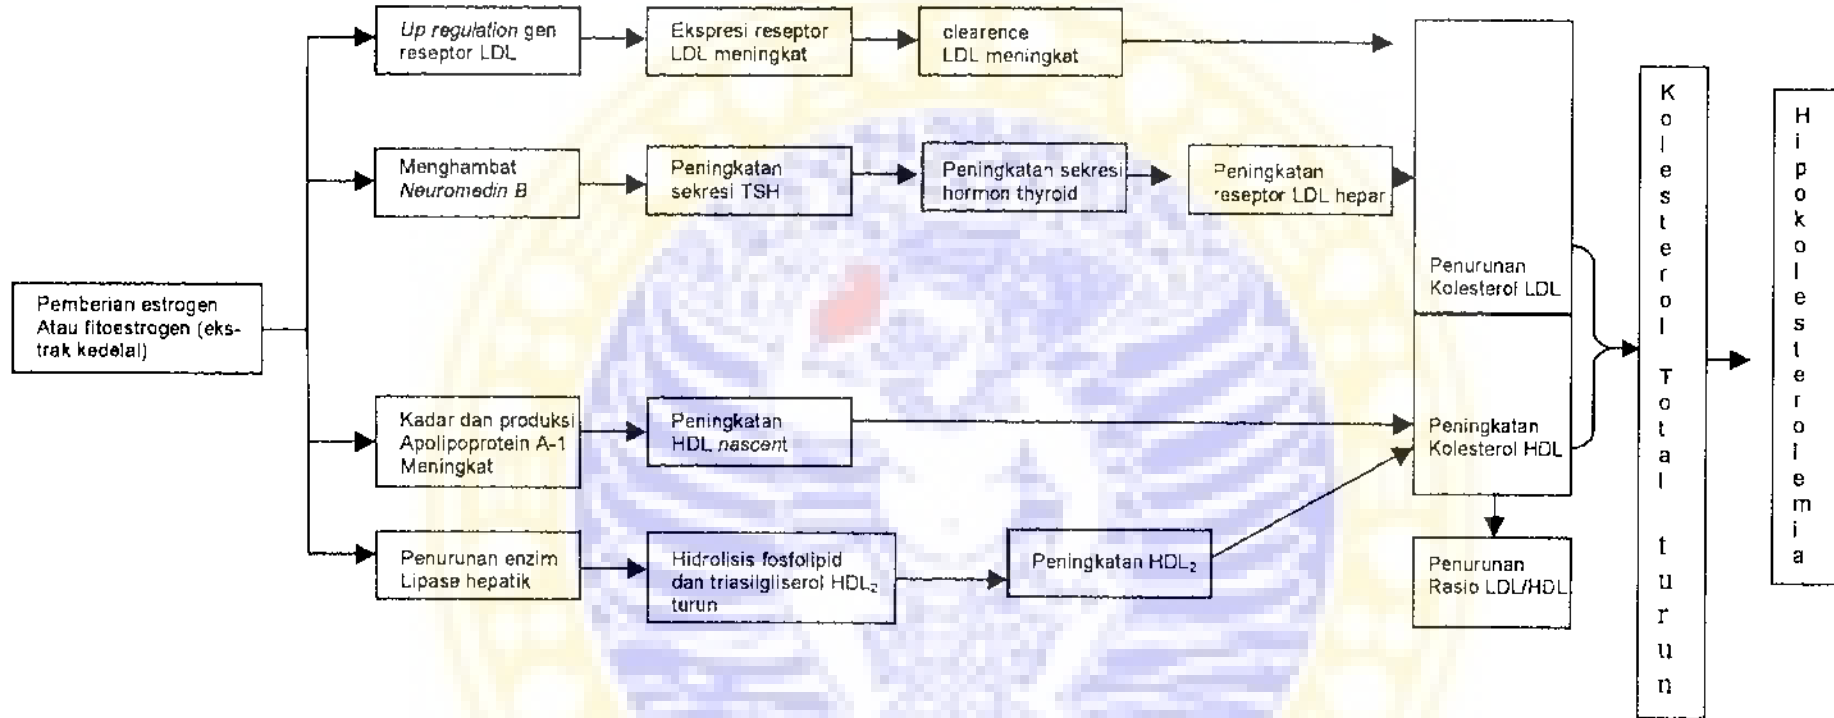 Up regulation gen
reseptor LDL
Ekspresi reseptor
LDL meningkat
clearence
LDL meningkat
Menghambat
Neuromedin B
Peningkatan
sekresi TSH
Peningkatan sekresi
hormon thyroid
Peningkatan
reseptor LDL hepar
Penurunan
Kolesterol LDL
Pemberian estrogen
Atau fitoestrogen (eks-
trak kedelai)
Kadar dan produksi
Apolipoprotein A-1
Meningkat
Peningkatan
HDL nascent
Peningkatan
Kolesterol HDL
Penurunan enzim
Lipase hepatik
Hidrolisis fosfolipid
dan triasilgliserol HDL₂
turun
Peningkatan HDL₂
Penurunan
Rasio LDL/HDL
Kolesterol Total turun
Hipokolesterolemia